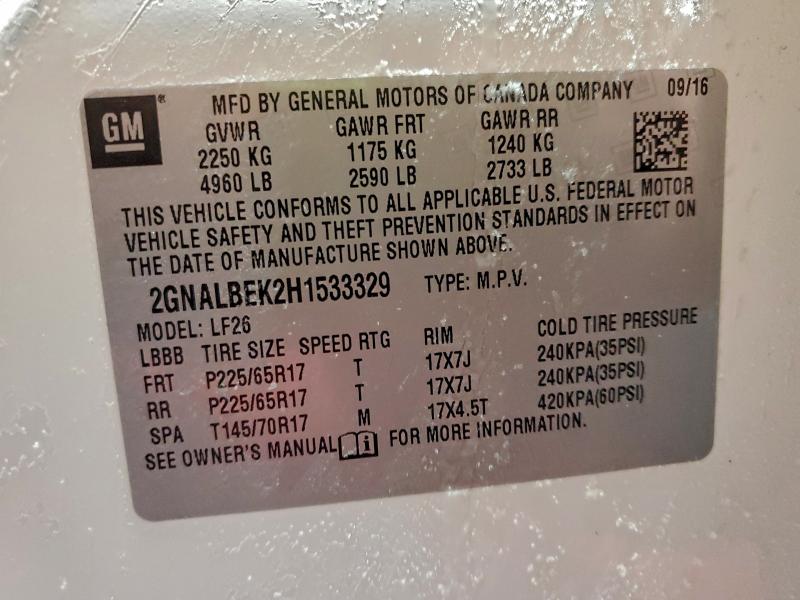 GM® MFD BY GENERAL MOTORS OF CANADA COMPANY 09/16
GVWR GAWR FRT GAWR RR
2250 KG 1175 KG 1240 KG
4960 LB 2590 LB 2733 LB
THIS VEHICLE CONFORMS TO ALL APPLICABLE U.S. FEDERAL MOTOR
VEHICLE SAFETY AND THEFT PREVENTION STANDARDS IN EFFECT ON
THE DATE OF MANUFACTURE SHOWN ABOVE.
2GNALBEK2H1533329 TYPE: M.P.V.
MODEL: LF26
LBBB TIRE SIZE SPEED RTG RIM COLD TIRE PRESSURE
FRT P225/65R17 T 17X7J 240KPA(35PSI)
RR P225/65R17 T 17X7J 240KPA(35PSI)
SPA T145/70R17 M 17X4.5T 420KPA(60PSI)
SEE OWNER'S MANUAL i FOR MORE INFORMATION.